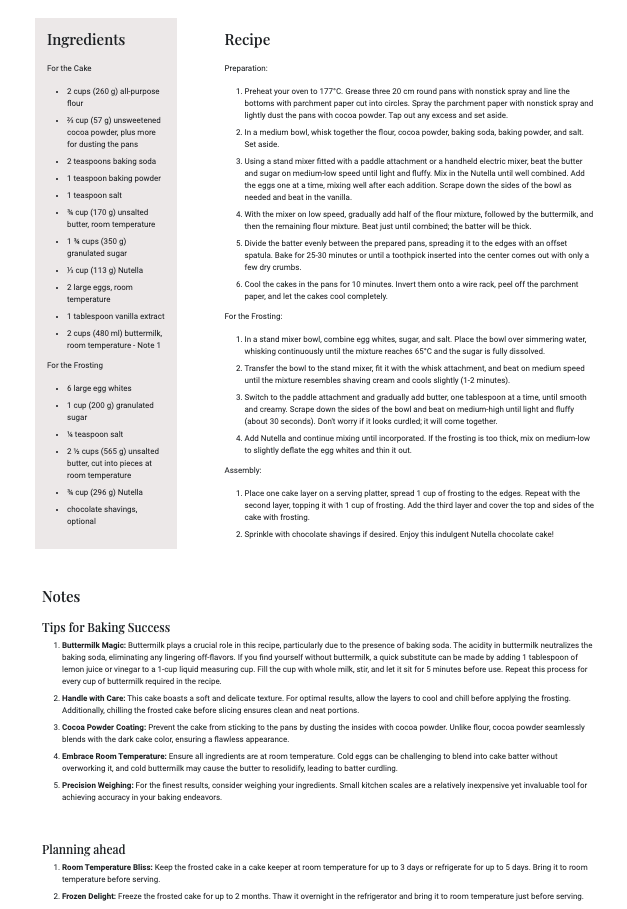 Ingredients
For the Cake
• 2 cups (260 g) all-purpose
flour
• ⅔ cup (57 g) unsweetened
cocoa powder, plus more
for dusting the pans
• 2 teaspoons baking soda
• 1 teaspoon baking powder
• 1 teaspoon salt
• ¾ cup (170 g) unsalted
butter, room temperature
• 1 ¾ cups (350 g)
granulated sugar
• ⅓ cup (113 g) Nutella
• 2 large eggs, room
temperature
• 1 tablespoon vanilla extract
• 2 cups (480 ml) buttermilk,
room temperature - Note 1
For the Frosting
• 6 large egg whites
• 1 cup (200 g) granulated
sugar
• ¼ teaspoon salt
• 2 ½ cups (565 g) unsalted
butter, cut into pieces at
room temperature
• ¾ cup (296 g) Nutella
• chocolate shavings,
optional
Recipe
Preparation:
1. Preheat your oven to 177°C. Grease three 20 cm round pans with nonstick spray and line the
bottoms with parchment paper cut into circles. Spray the parchment paper with nonstick spray and
lightly dust the pans with cocoa powder. Tap out any excess and set aside.
2. In a medium bowl, whisk together the flour, cocoa powder, baking soda, baking powder, and salt.
Set aside.
3. Using a stand mixer fitted with a paddle attachment or a handheld electric mixer, beat the butter
and sugar on medium-low speed until light and fluffy. Mix in the Nutella until well combined. Add
the eggs one at a time, mixing well after each addition. Scrape down the sides of the bowl as
needed and beat in the vanilla.
4. With the mixer on low speed, gradually add half of the flour mixture, followed by the buttermilk, and
then the remaining flour mixture. Beat just until combined; the batter will be thick.
5. Divide the batter evenly between the prepared pans, spreading it to the edges with an offset
spatula. Bake for 25-30 minutes or until a toothpick inserted into the center comes out with only a
few dry crumbs.
6. Cool the cakes in the pans for 10 minutes. Invert them onto a wire rack, peel off the parchment
paper, and let the cakes cool completely.
For the Frosting:
1. In a stand mixer bowl, combine egg whites, sugar, and salt. Place the bowl over simmering water,
whisking continuously until the mixture reaches 65°C and the sugar is fully dissolved.
2. Transfer the bowl to the stand mixer, fit it with the whisk attachment, and beat on medium speed
until the mixture resembles shaving cream and cools slightly (1-2 minutes).
3. Switch to the paddle attachment and gradually add butter, one tablespoon at a time, until smooth
and creamy. Scrape down the sides of the bowl and beat on medium-high until light and fluffy
(about 30 seconds). Don't worry if it looks curdled; it will come together.
4. Add Nutella and continue mixing until incorporated. If the frosting is too thick, mix on medium-low
to slightly deflate the egg whites and thin it out.
Assembly:
1. Place one cake layer on a serving platter, spread 1 cup of frosting to the edges. Repeat with the
second layer, topping it with 1 cup of frosting. Add the third layer and cover the top and sides of the
cake with frosting.
2. Sprinkle with chocolate shavings if desired. Enjoy this indulgent Nutella chocolate cake!
Notes
Tips for Baking Success
1. Buttermilk Magic: Buttermilk plays a crucial role in this recipe, particularly due to the presence of baking soda. The acidity in buttermilk neutralizes the
baking soda, eliminating any lingering off-flavors. If you find yourself without buttermilk, a quick substitute can be made by adding 1 tablespoon of
lemon juice or vinegar to a 1-cup liquid measuring cup. Fill the cup with whole milk, stir, and let it sit for 5 minutes before use. Repeat this process for
every cup of buttermilk required in the recipe.
2. Handle with Care: This cake boasts a soft and delicate texture. For optimal results, allow the layers to cool and chill before applying the frosting.
Additionally, chilling the frosted cake before slicing ensures clean and neat portions.
3. Cocoa Powder Coating: Prevent the cake from sticking to the pans by dusting the insides with cocoa powder. Unlike flour, cocoa powder seamlessly
blends with the dark cake color, ensuring a flawless appearance.
4. Embrace Room Temperature: Ensure all ingredients are at room temperature. Cold eggs can be challenging to blend into cake batter without
overworking it, and cold buttermilk may cause the butter to resolidify, leading to batter curdling.
5. Precision Weighing: For the finest results, consider weighing your ingredients. Small kitchen scales are a relatively inexpensive yet invaluable tool for
achieving accuracy in your baking endeavors.
Planning ahead
1. Room Temperature Bliss: Keep the frosted cake in a cake keeper at room temperature for up to 3 days or refrigerate for up to 5 days. Bring it to room
temperature before serving.
2. Frozen Delight: Freeze the frosted cake for up to 2 months. Thaw it overnight in the refrigerator and bring it to room temperature just before serving.